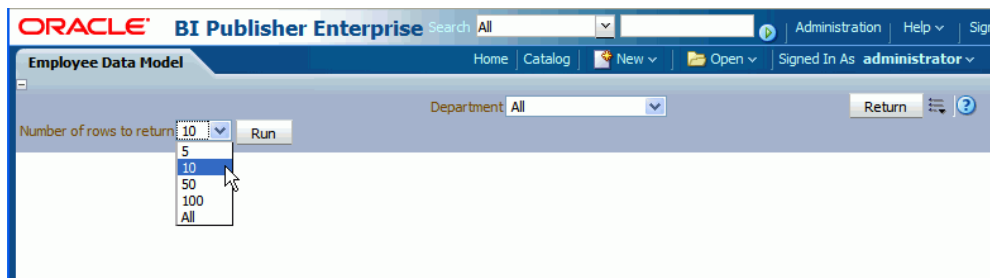 ORACLE BI Publisher Enterprise Search All Administration Help
Employee Data Model Home Catalog New Open Signed In As administrator
Department All Return
Number of rows to return 10 Run
5
10
50
100
All